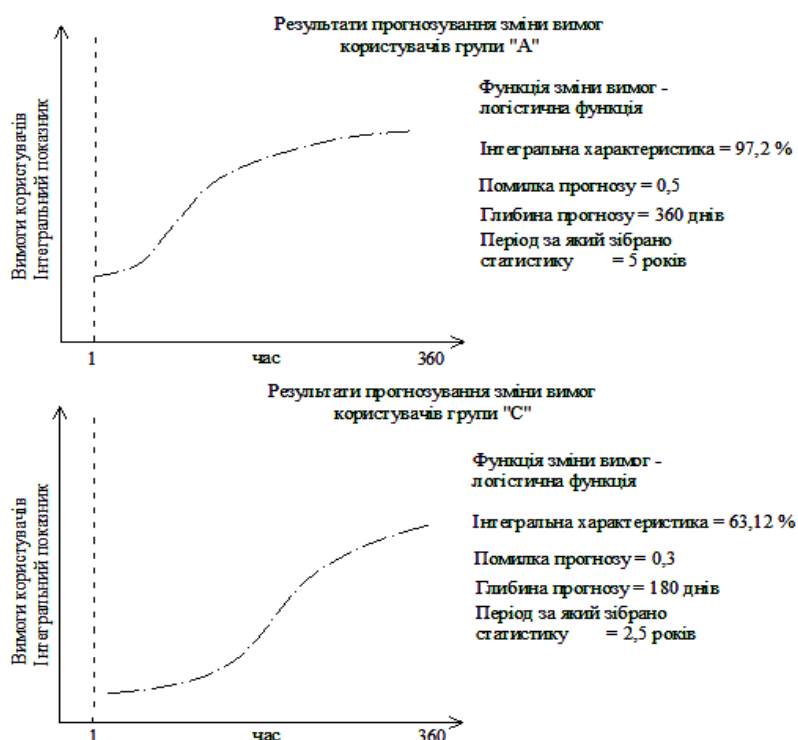 Результати прогнозування зміни вимог
користувачів групи "А"
Вимоги користувачів
Інтегральний показник
Функція зміни вимог -
логістична функція
Інтегральна характеристика = 97,2 %
Помилка прогнозу = 0,5
Глибина прогнозу = 360 днів
Період за який зібрано
статистику = 5 років
1 час 360
Результати прогнозування зміни вимог
користувачів групи "С"
Вимоги користувачів
Інтегральний показник
Функція зміни вимог -
логістична функція
Інтегральна характеристика = 63,12 %
Помилка прогнозу = 0,3
Глибина прогнозу = 180 днів
Період за який зібрано
статистику = 2,5 років
1 час 360